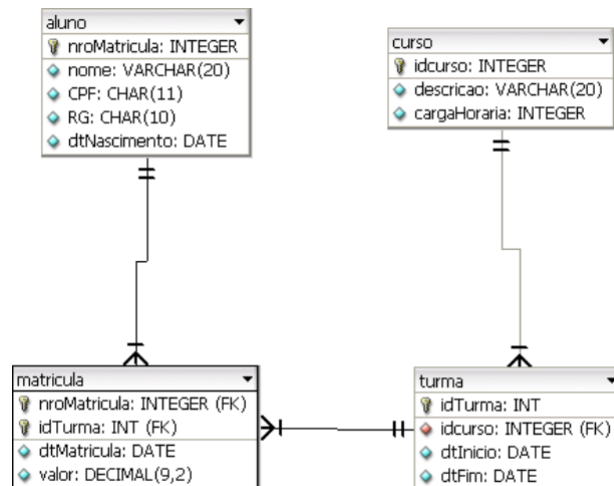 aluno
nroMatricula: INTEGER
nome: VARCHAR(20)
CPF: CHAR(11)
RG: CHAR(10)
dtNascimento: DATE
curso
idcurso: INTEGER
descricao: VARCHAR(20)
cargaHoraria: INTEGER
matricula
nroMatricula: INTEGER (FK)
idTurma: INT (FK)
dtMatricula: DATE
valor: DECIMAL(9,2)
turma
idTurma: INT
idcurso: INTEGER (FK)
dtInicio: DATE
dtFim: DATE